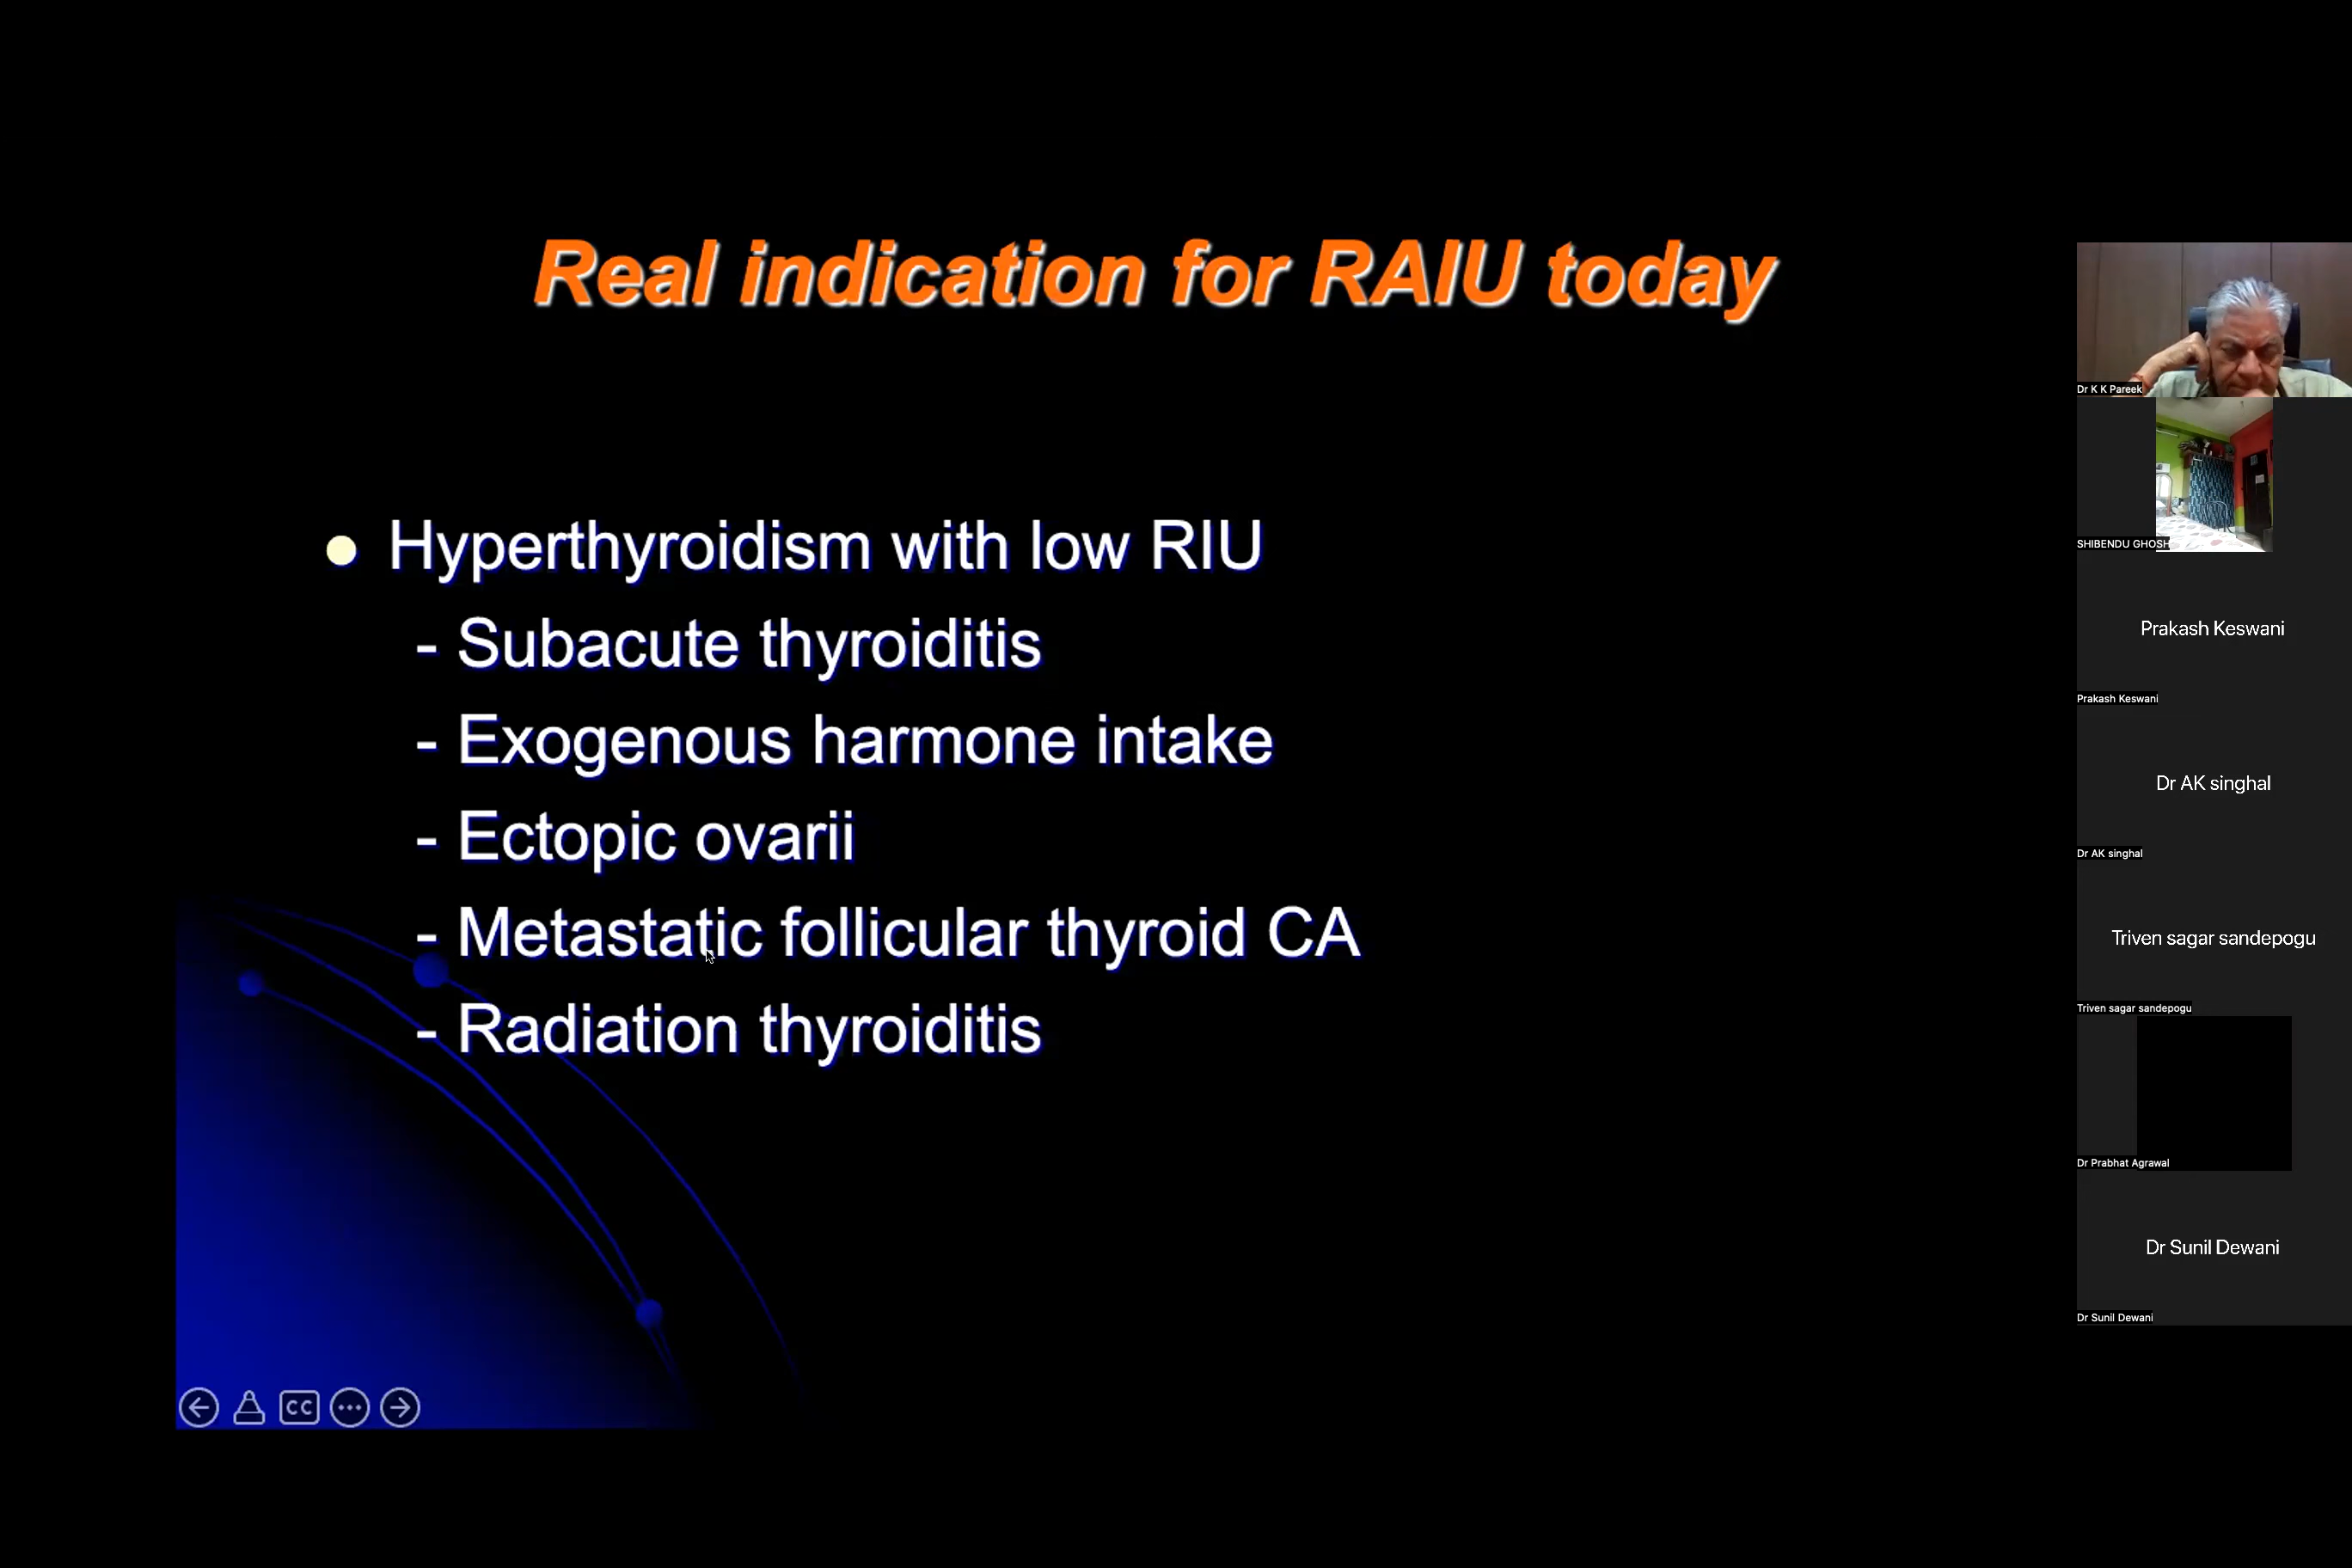 Real indication for RAIU today
Hyperthyroidism with low RIU
- Subacute thyroiditis
- Exogenous harmone intake
- Ectopic ovarii
- Metastatic follicular thyroid CA
- Radiation thyroiditis
CC
Dr K K Pareek
SHIBENDU GHOSH
Prakash Keswani
Prakash Keswani
Dr AK singhal
Dr AK singhal
Triven sagar sandepogu
Triven sagar sandepogu
Dr Prabhat Agrawal
Dr Sunil Dewani
Dr Sunil Dewani